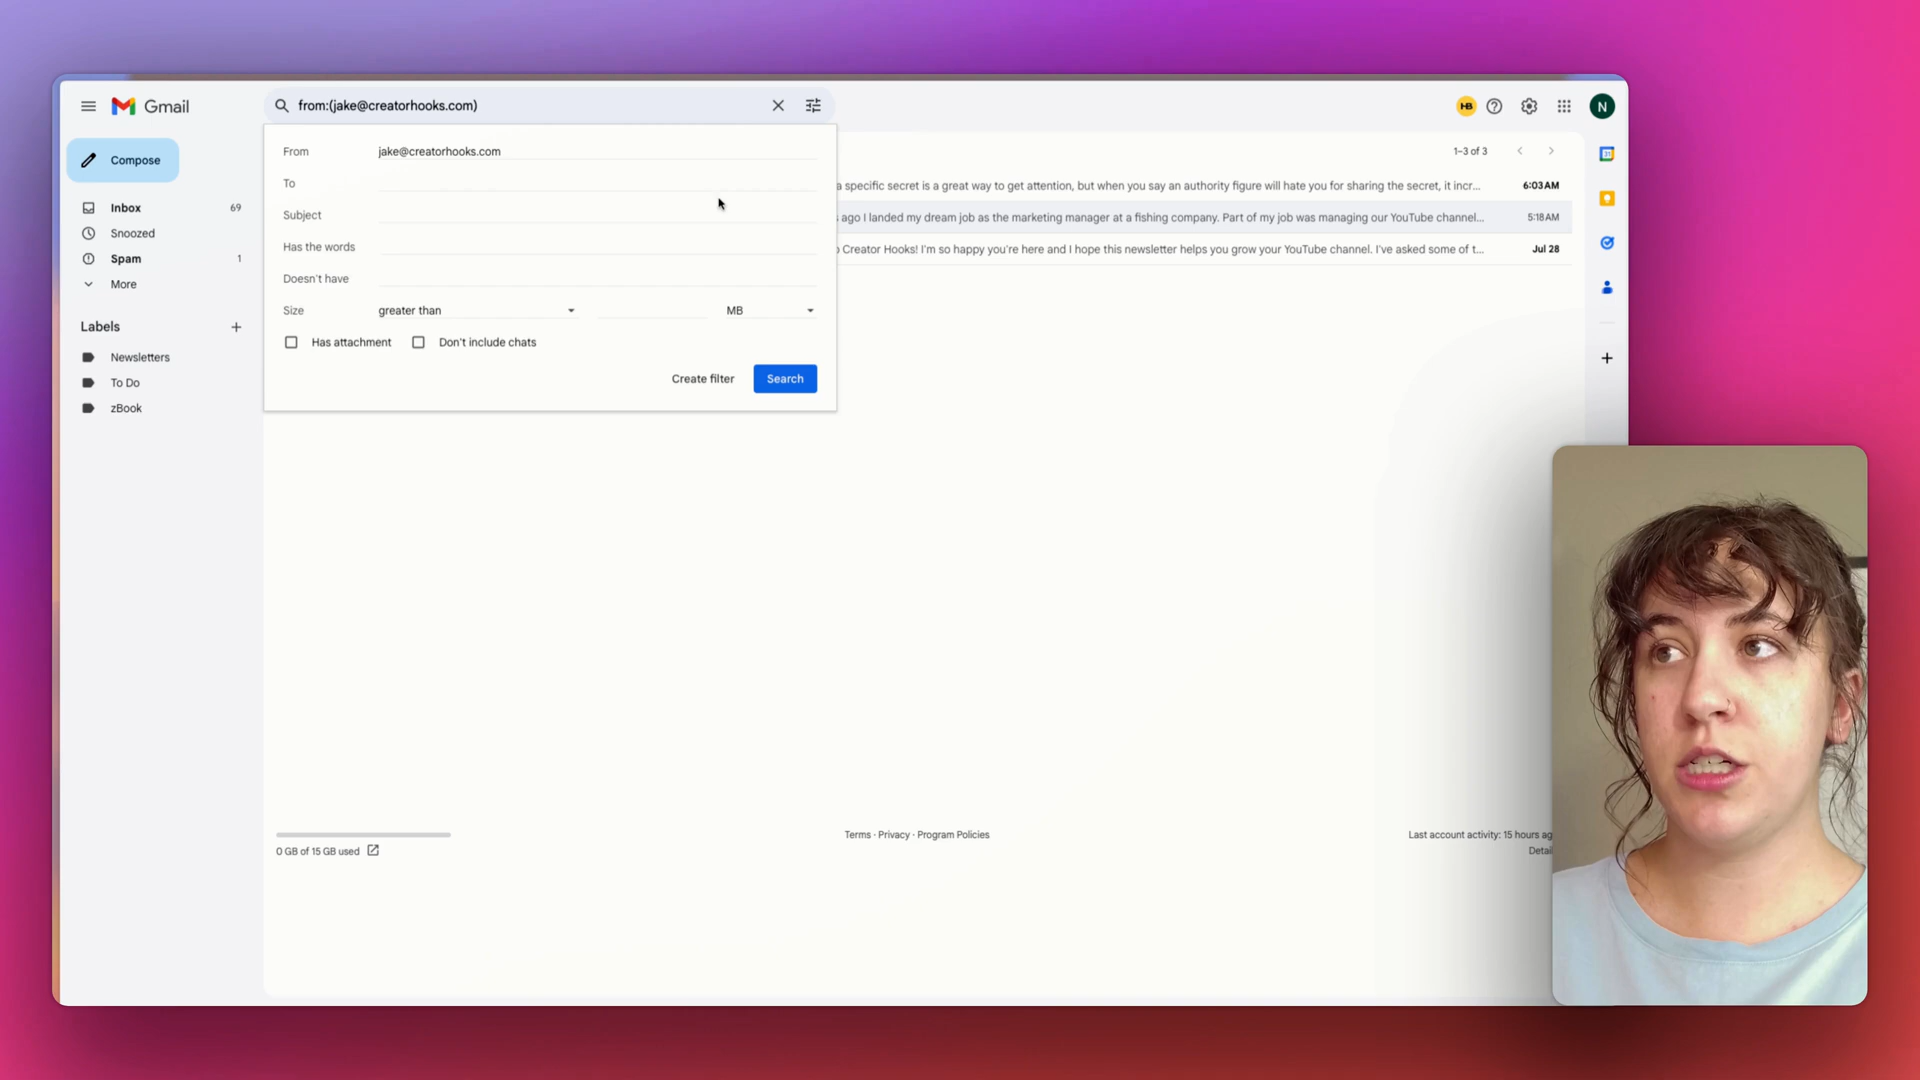 Gmail
from:(jake@creatorhooks.com)
HB
N
Compose
From jake@creatorhooks.com
1–3 of 3
31
To
a specific secret is a great way to get attention, but when you say an authority figure will hate you for sharing the secret, it incr... 6:03 AM
Inbox 69
Subject
ago I landed my dream job as the marketing manager at a fishing company. Part of my job was managing our YouTube channel... 5:18 AM
Snoozed
Has the words
Creator Hooks! I'm so happy you're here and I hope this newsletter helps you grow your YouTube channel. I've asked some of t... Jul 28
Spam 1
Doesn't have
More
Size greater than MB
Labels
Has attachment Don't include chats
Newsletters
Create filter Search
To Do
zBook
Terms · Privacy · Program Policies
Last account activity: 15 hours ag
0 GB of 15 GB used
Detail